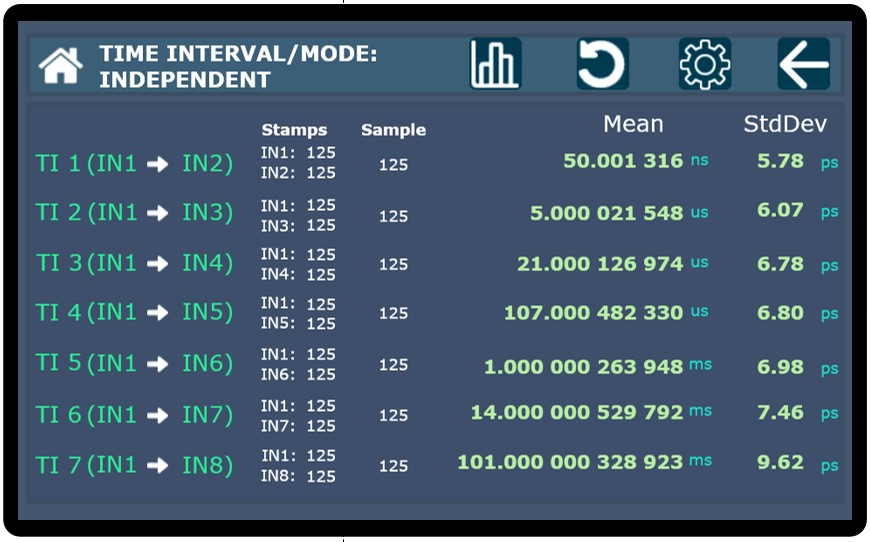 TIME INTERVAL/MODE:
INDEPENDENT
Stamps Sample Mean StdDev
TI 1 (IN1 → IN2) IN1: 125 125 50.001 316 ns 5.78 ps
IN2: 125
TI 2 (IN1 → IN3) IN1: 125 125 5.000 021 548 us 6.07 ps
IN3: 125
TI 3 (IN1 → IN4) IN1: 125 125 21.000 126 974 us 6.78 ps
IN4: 125
TI 4 (IN1 → IN5) IN1: 125 125 107.000 482 330 us 6.80 ps
IN5: 125
TI 5 (IN1 → IN6) IN1: 125 125 1.000 000 263 948 ms 6.98 ps
IN6: 125
TI 6 (IN1 → IN7) IN1: 125 125 14.000 000 529 792 ms 7.46 ps
IN7: 125
TI 7 (IN1 → IN8) IN1: 125 125 101.000 000 328 923 ms 9.62 ps
IN8: 125